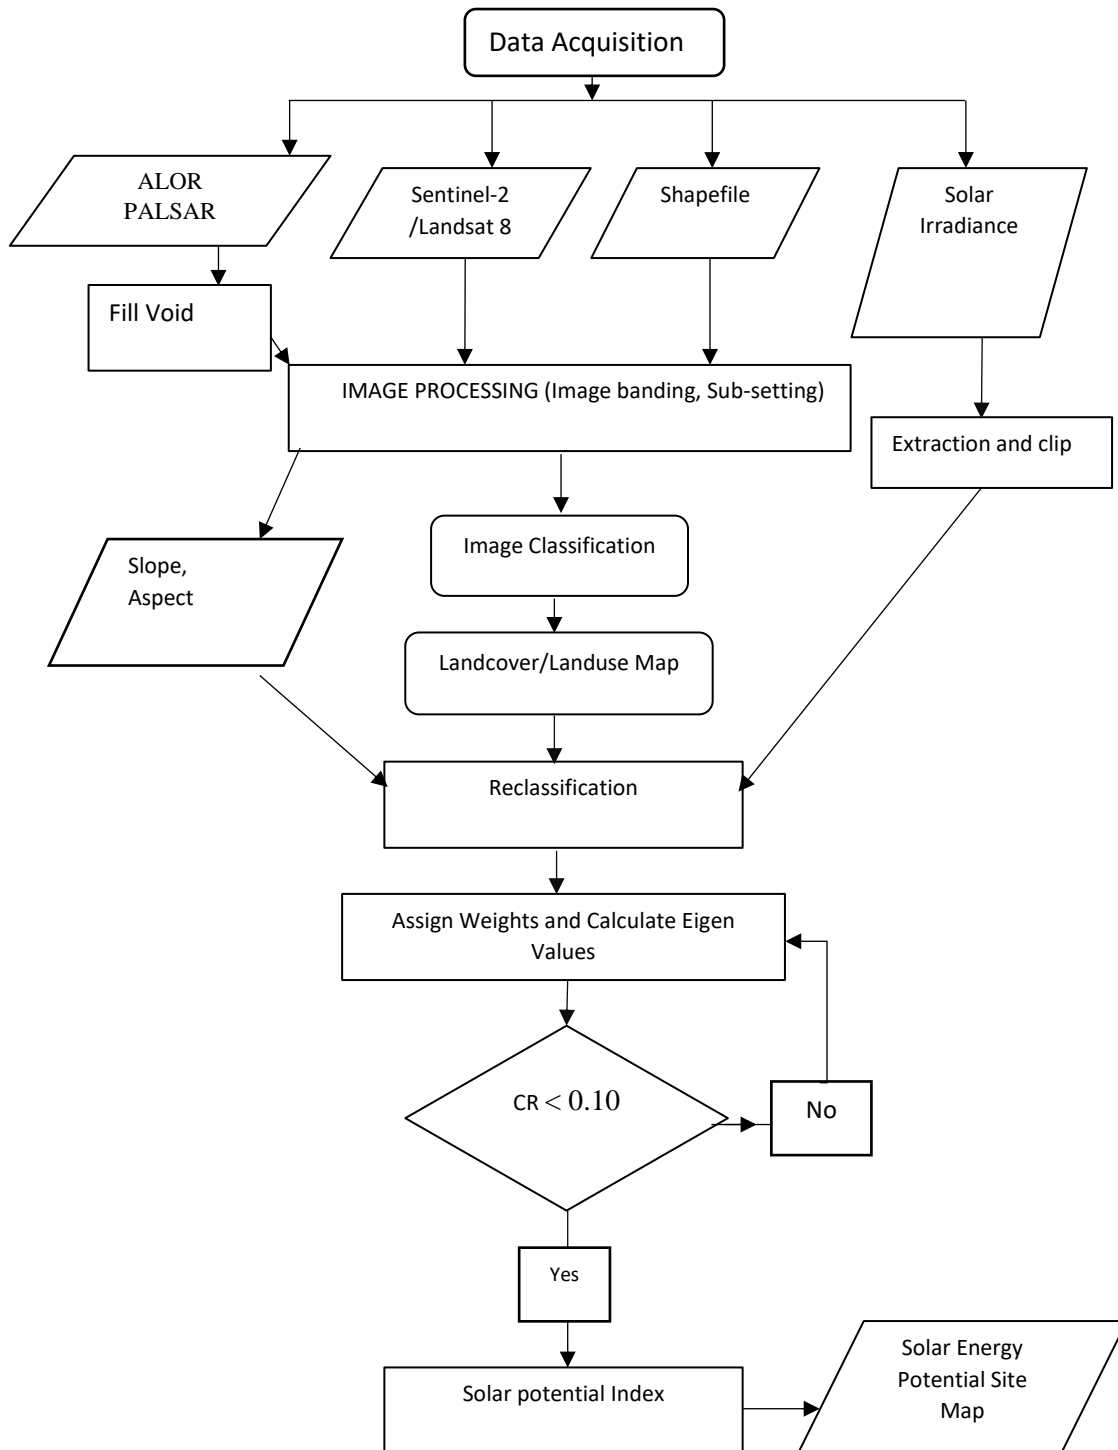 Data Acquisition
ALOR
PALSAR
Sentinel-2
/Landsat 8
Shapefile
Solar
Irradiance
Fill Void
IMAGE PROCESSING (Image banding, Sub-setting)
Extraction and clip
Image Classification
Slope,
Aspect
Landcover/Landuse Map
Reclassification
Assign Weights and Calculate Eigen
Values
CR < 0.10
No
Yes
Solar potential Index
Solar Energy
Potential Site
Map